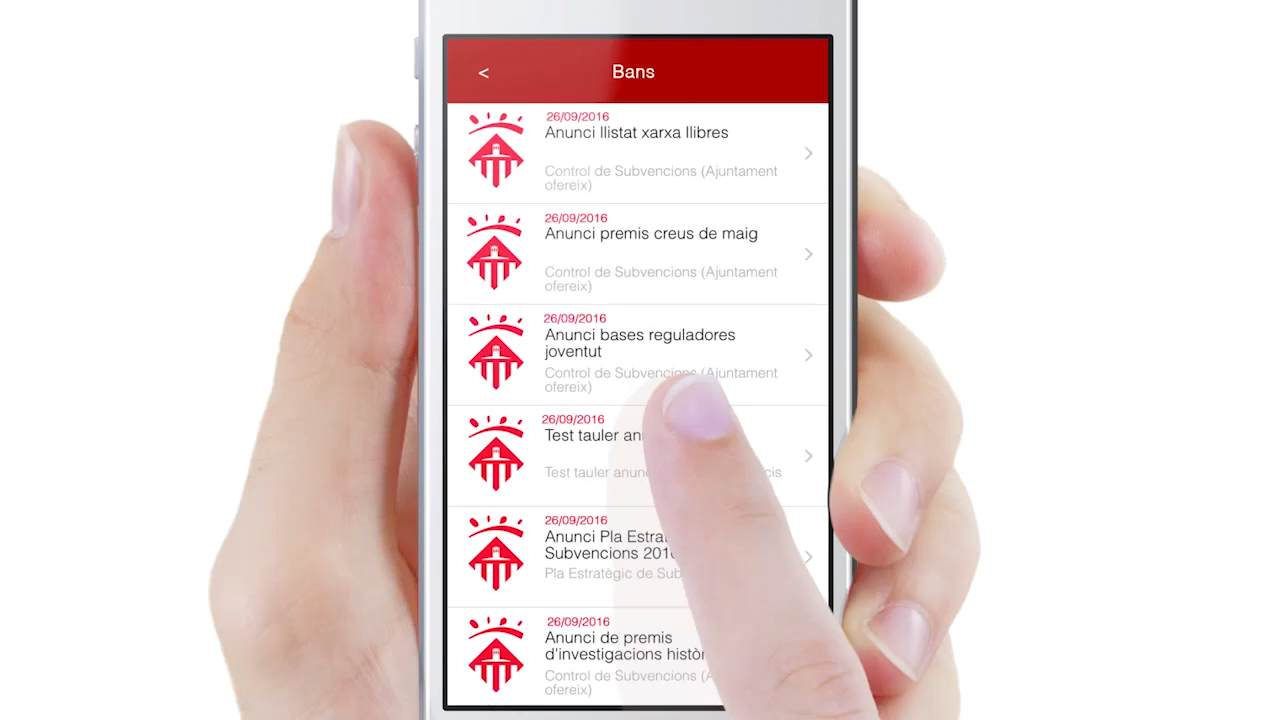 <
Bans
26/09/2016
Anunci llistat xarxa llibres
Control de Subvencions (Ajuntament
ofereix)
26/09/2016
Anunci premis creus de maig
Control de Subvencions (Ajuntament
ofereix)
26/09/2016
Anunci bases reguladores
joventut
Control de Subvencions (Ajuntament
ofereix)
26/09/2016
Test tauler
Test tauler
26/09/2016
Anunci Pla
Subvencions
Pla Estratègic de
26/09/2016
Anunci de premis
d'investigacions
Control de Subvencions
ofereix)